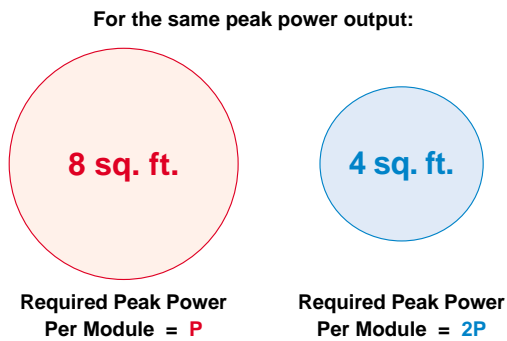 For the same peak power output:
8 sq. ft.
4 sq. ft.
Required Peak Power
Per Module = P
Required Peak Power
Per Module = 2P